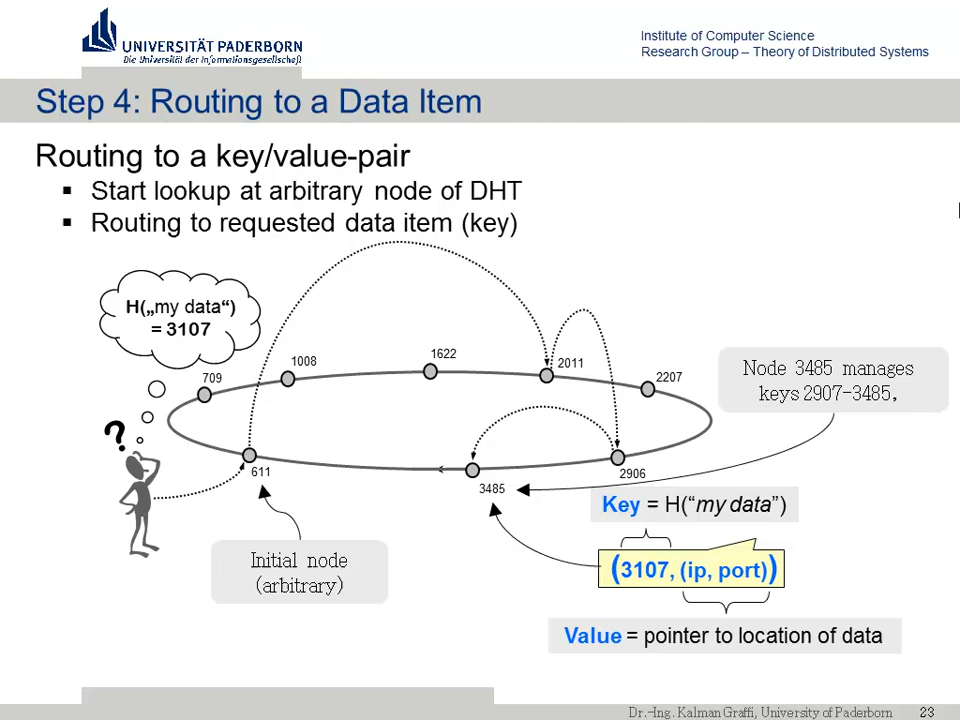 UNIVERSITÄT PADERBORN
Die Universität der Informationsgesellschaft
Institute of Computer Science
Research Group – Theory of Distributed Systems
Step 4: Routing to a Data Item
Routing to a key/value-pair
▪ Start lookup at arbitrary node of DHT
▪ Routing to requested data item (key)
H(„my data“)
= 3107
709
1008
1622
2011
2207
Node 3485 manages
keys 2907-3485,
?
611
3485
2906
Key = H(“my data”)
Initial node
(arbitrary)
(3107, (ip, port))
Value = pointer to location of data
Dr.-Ing. Kalman Graffi, University of Paderborn 23